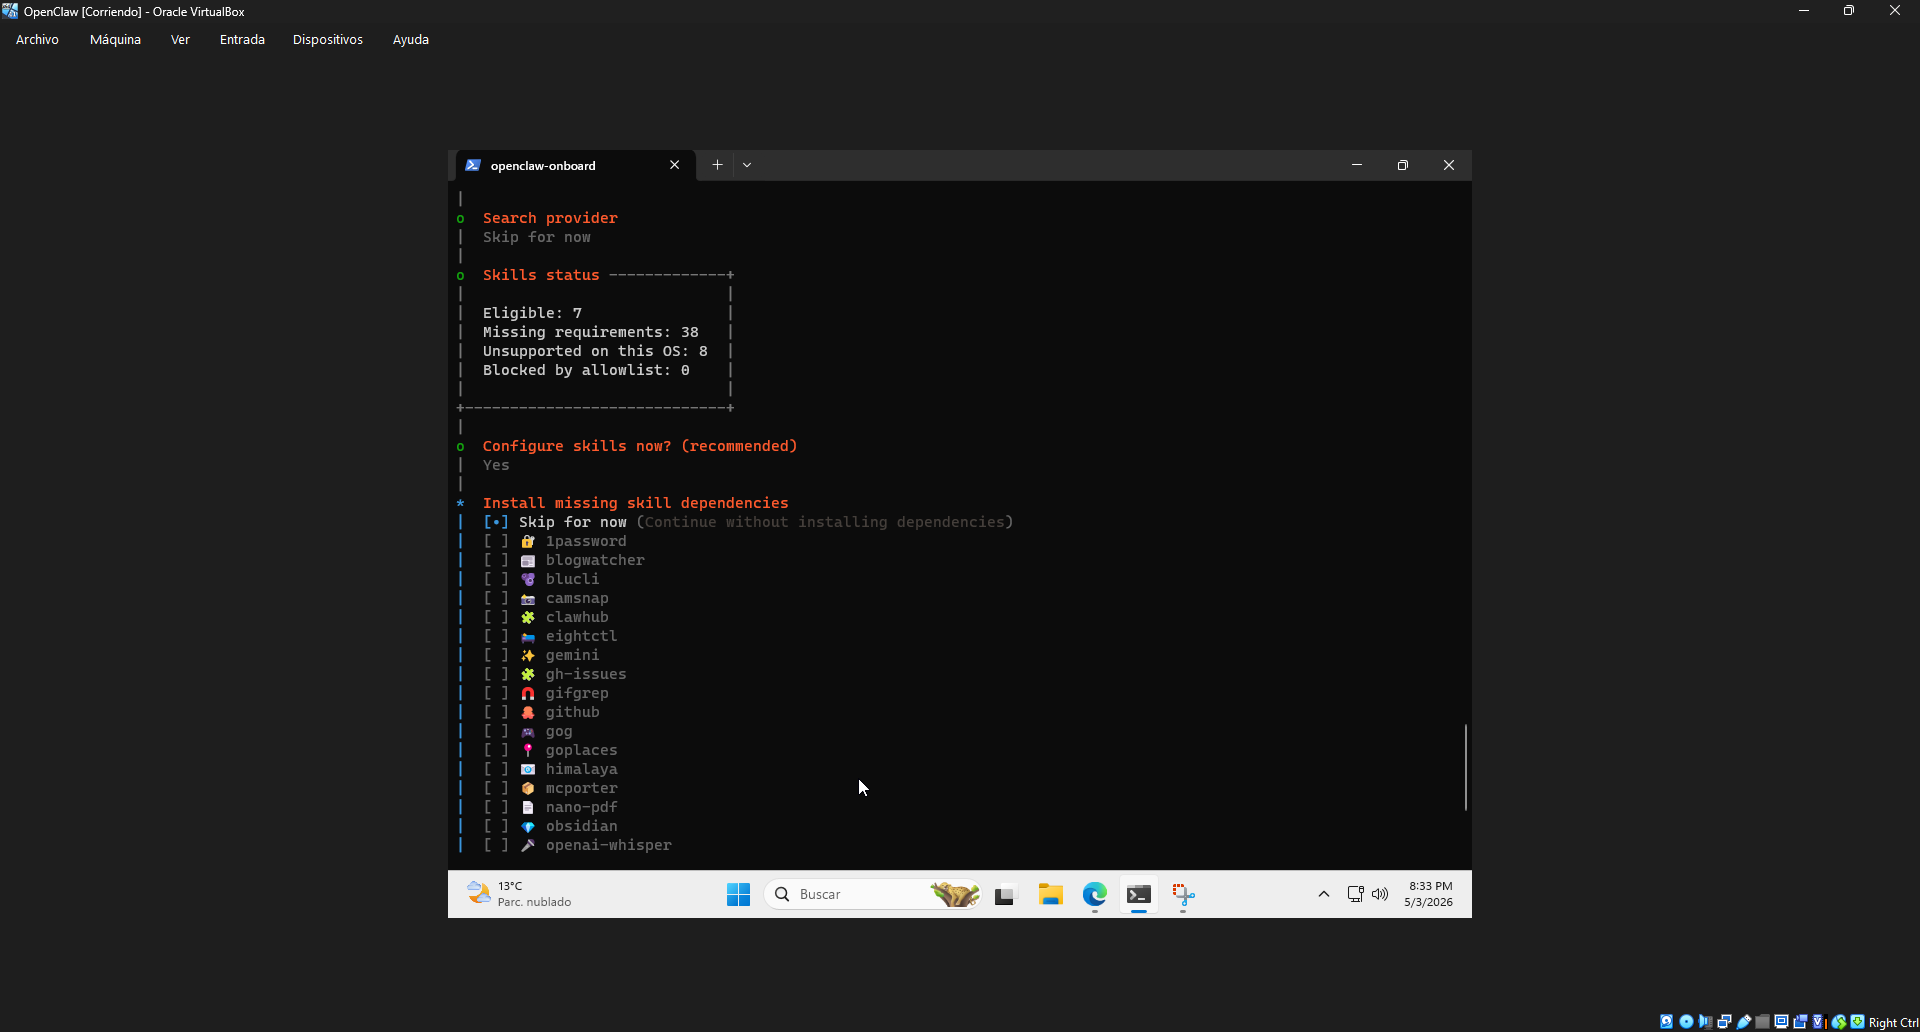 OpenClaw [Corriendo] - Oracle VirtualBox
Archivo Máquina Ver Entrada Dispositivos Ayuda
openclaw-onboard
o Search provider
Skip for now
o Skills status
Eligible: 7
Missing requirements: 38
Unsupported on this OS: 8
Blocked by allowlist: 0
o Configure skills now? (recommended)
Yes
* Install missing skill dependencies
[•] Skip for now (Continue without installing dependencies)
[ ] 🔐 1password
[ ] 📰 blogwatcher
[ ] 🫐 blucli
[ ] 📸 camsnap
[ ] 🧩 clawhub
[ ] 🛌 eightctl
[ ] ✨ gemini
[ ] 🧩 gh-issues
[ ] 🧲 gifgrep
[ ] 🐙 github
[ ] 🎮 gog
[ ] 📍 goplaces
[ ] 📧 himalaya
[ ] 📦 mcporter
[ ] 📄 nano-pdf
[ ] 💎 obsidian
[ ] 🎤 openai-whisper
13°C
Parc. nublado
Buscar
8:33 PM
5/3/2026
Right Ctrl